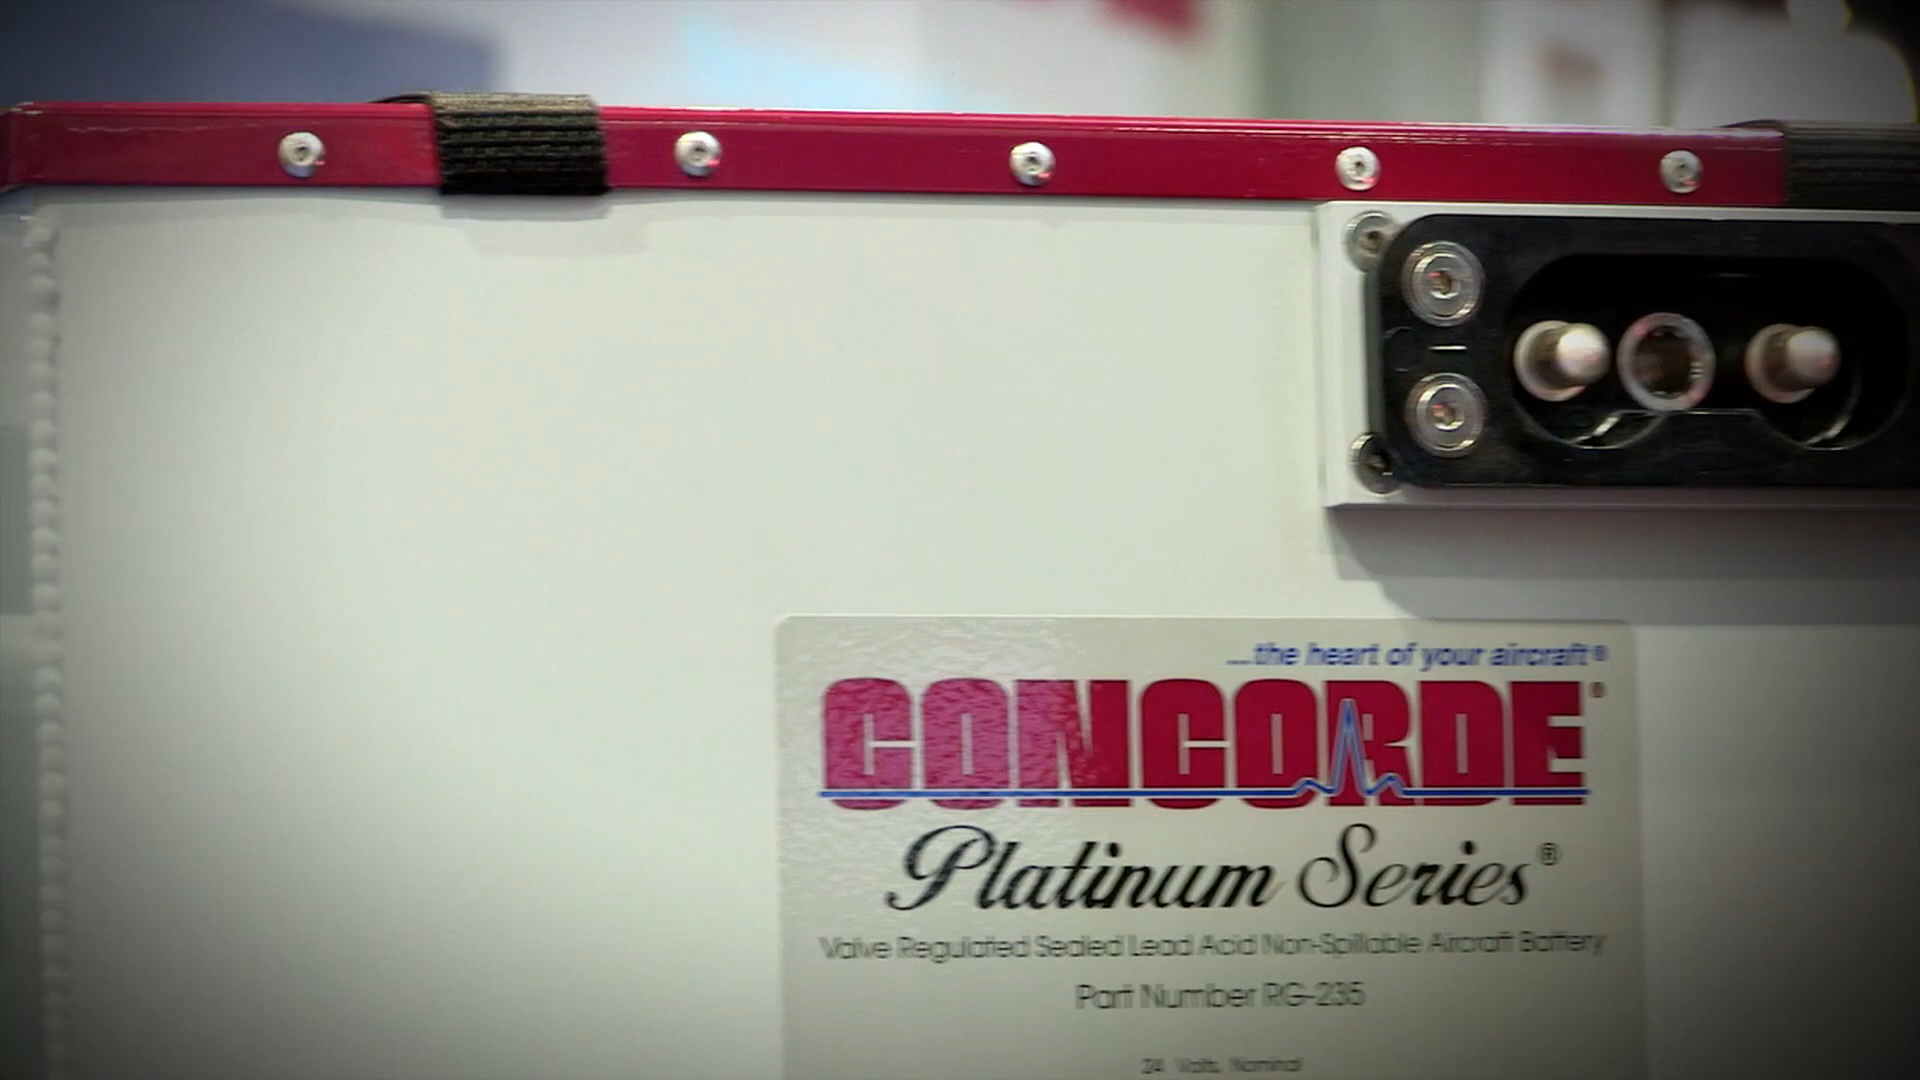 ...the heart of your aircraft®
CONCORDE®
Platinum Series®
Valve Regulated Sealed Lead Acid Non-Spillable Aircraft Battery
Part Number RG-235
24 Volts, Nominal